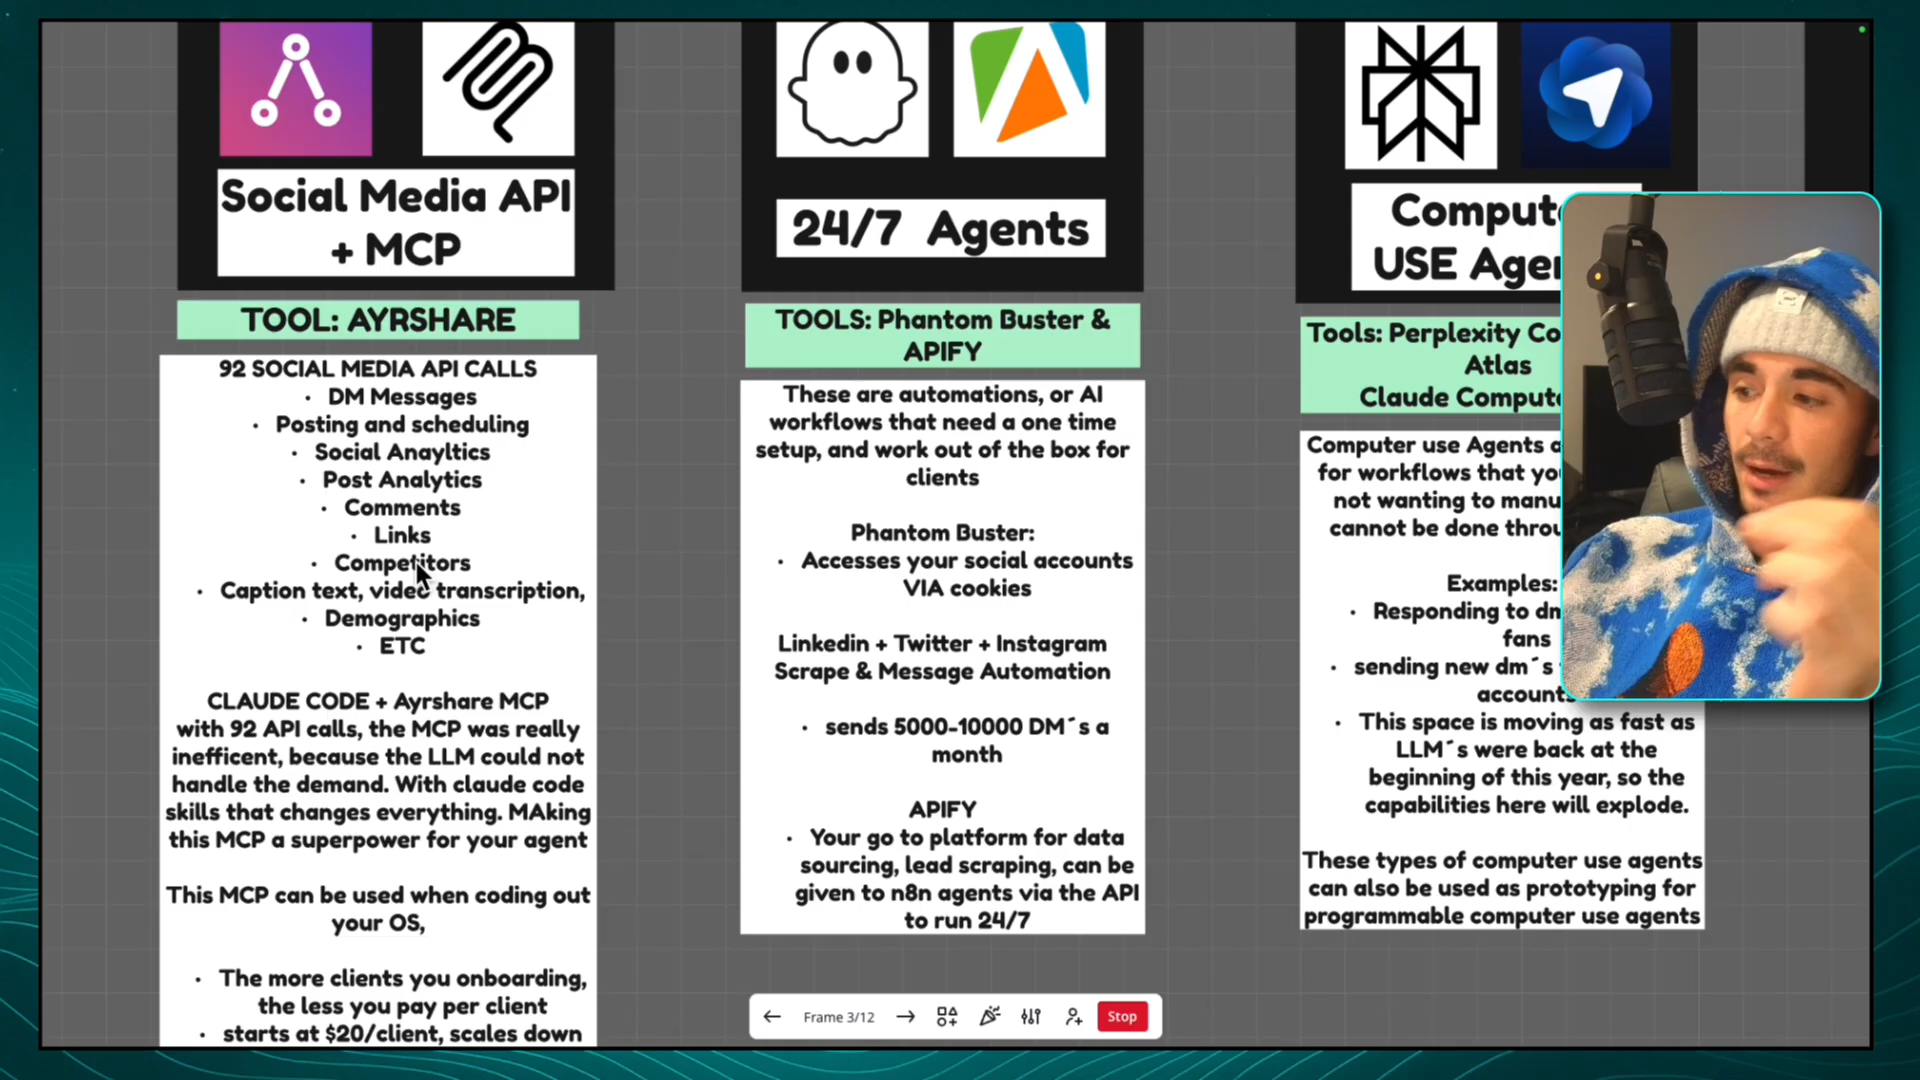 Social Media API
+ MCP
TOOL: AYRSHARE
92 SOCIAL MEDIA API CALLS
• DM Messages
• Posting and scheduling
• Social Anayltics
• Post Analytics
• Comments
• Links
• Competitors
• Caption text, video transcription,
• Demographics
• ETC
CLAUDE CODE + Ayrshare MCP
with 92 API calls, the MCP was really
inefficent, because the LLM could not
handle the demand. With claude code
skills that changes everything. MAking
this MCP a superpower for your agent
This MCP can be used when coding out
your OS,
• The more clients you onboarding,
the less you pay per client
• starts at $20/client, scales down
24/7 Agents
TOOLS: Phantom Buster &
APIFY
These are automations, or AI
workflows that need a one time
setup, and work out of the box for
clients
Phantom Buster:
• Accesses your social accounts
VIA cookies
Linkedin + Twitter + Instagram
Scrape & Message Automation
• sends 5000-10000 DM´s a
month
APIFY
• Your go to platform for data
sourcing, lead scraping, can be
given to n8n agents via the API
to run 24/7
USE
Tools: Perplexity
Atlas
Claude
Computer use Agents
for workflows that
not wanting to
cannot be done
Examples:
• Responding to
fans
• sending new dm´s
• This space is moving as fast as
LLM´s were back at the
beginning of this year, so the
capabilities here will explode.
These types of computer use agents
can also be used as prototyping for
programmable computer use agents
Frame 3/12
Stop